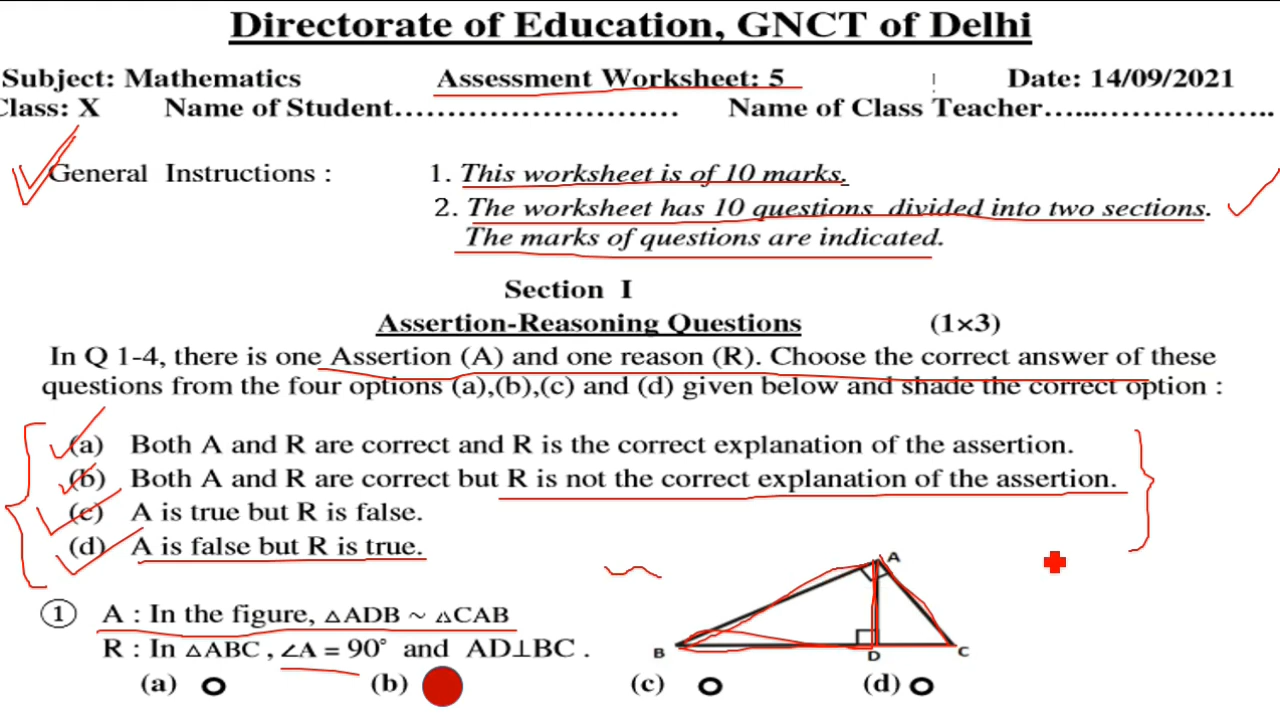 Directorate of Education, GNCT of Delhi
Subject: Mathematics Assessment Worksheet: 5 Date: 14/09/2021
Class: X Name of Student........................... Name of Class Teacher.......................
General Instructions : 1. This worksheet is of 10 marks.
2. The worksheet has 10 questions divided into two sections.
The marks of questions are indicated.
Section I
Assertion-Reasoning Questions (1×3)
In Q 1-4, there is one Assertion (A) and one reason (R). Choose the correct answer of these
questions from the four options (a),(b),(c) and (d) given below and shade the correct option :
(a) Both A and R are correct and R is the correct explanation of the assertion.
(b) Both A and R are correct but R is not the correct explanation of the assertion.
(c) A is true but R is false.
(d) A is false but R is true.
① A : In the figure, △ADB ~ △CAB
R : In △ABC , ∠A = 90° and AD⊥BC .
A
B D C
(a) (b) (c) (d)